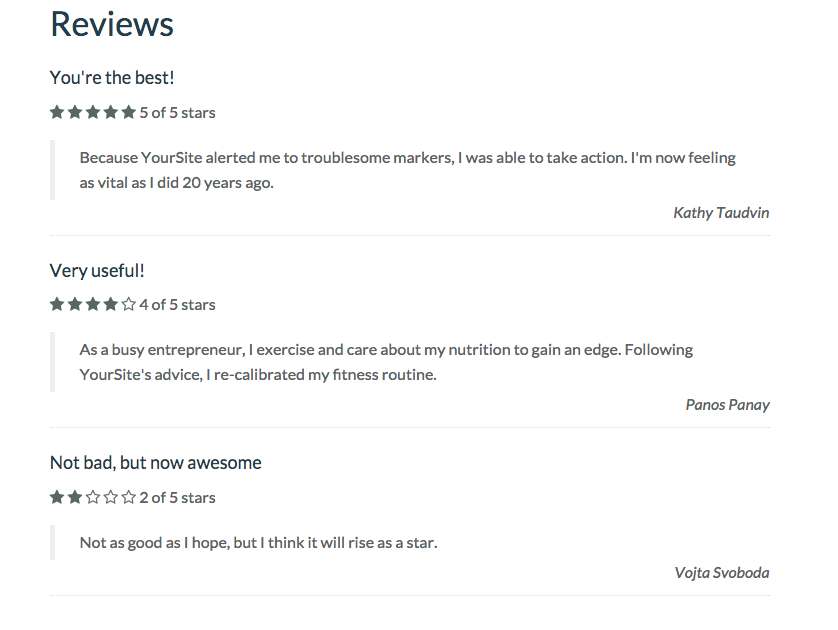 Reviews
You're the best!
5 of 5 stars
Because YourSite alerted me to troublesome markers, I was able to take action. I'm now feeling
as vital as I did 20 years ago.
Kathy Taudvin
Very useful!
4 of 5 stars
As a busy entrepreneur, I exercise and care about my nutrition to gain an edge. Following
YourSite's advice, I re-calibrated my fitness routine.
Panos Panay
Not bad, but now awesome
2 of 5 stars
Not as good as I hope, but I think it will rise as a star.
Vojta Svoboda